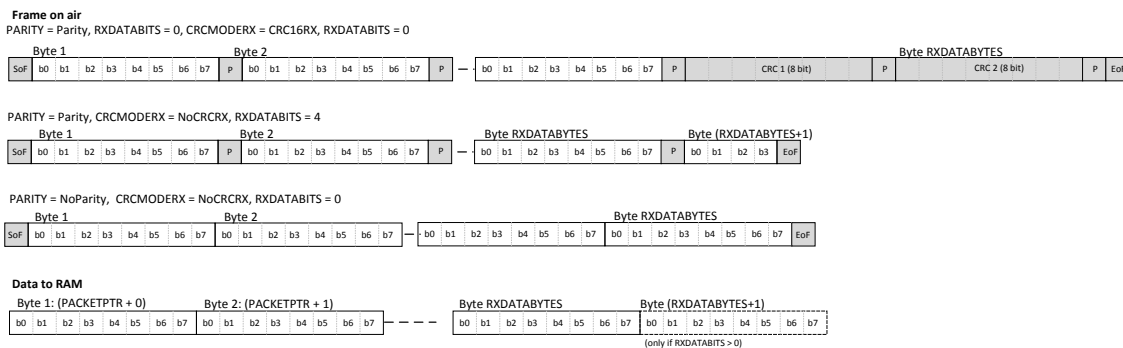 Frame on air
PARITY = Parity, RXDATABITS = 0, CRCMODERX = CRC16RX, RXDATABITS = 0
Byte 1 Byte 2 Byte RXDATABYTES
SoF b0 b1 b2 b3 b4 b5 b6 b7 P b0 b1 b2 b3 b4 b5 b6 b7 P b0 b1 b2 b3 b4 b5 b6 b7 P CRC 1 (8 bit) P CRC 2 (8 bit) P EoF
PARITY = Parity, CRCMODERX = NoCRCRX, RXDATABITS = 4
Byte 1 Byte 2 Byte RXDATABYTES Byte (RXDATABYTES+1)
SoF b0 b1 b2 b3 b4 b5 b6 b7 P b0 b1 b2 b3 b4 b5 b6 b7 P b0 b1 b2 b3 b4 b5 b6 b7 P b0 b1 b2 b3 EoF
PARITY = NoParity, CRCMODERX = NoCRCRX, RXDATABITS = 0
Byte 1 Byte 2 Byte RXDATABYTES
SoF b0 b1 b2 b3 b4 b5 b6 b7 b0 b1 b2 b3 b4 b5 b6 b7 b0 b1 b2 b3 b4 b5 b6 b7 b0 b1 b2 b3 b4 b5 b6 b7 EoF
Data to RAM
Byte 1: (PACKETPTR + 0) Byte 2: (PACKETPTR + 1) Byte RXDATABYTES Byte (RXDATABYTES+1)
b0 b1 b2 b3 b4 b5 b6 b7 b0 b1 b2 b3 b4 b5 b6 b7 b0 b1 b2 b3 b4 b5 b6 b7 b0 b1 b2 b3 b4 b5 b6 b7
(only if RXDATABITS > 0)